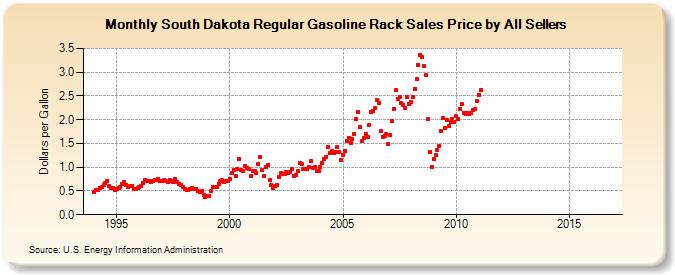 Monthly South Dakota Regular Gasoline Rack Sales Price by All Sellers
Dollars per Gallon
3.5
3.0
2.5
2.0
1.5
1.0
0.5
0.0
1995 2000 2005 2010 2015
Source: U.S. Energy Information Administration